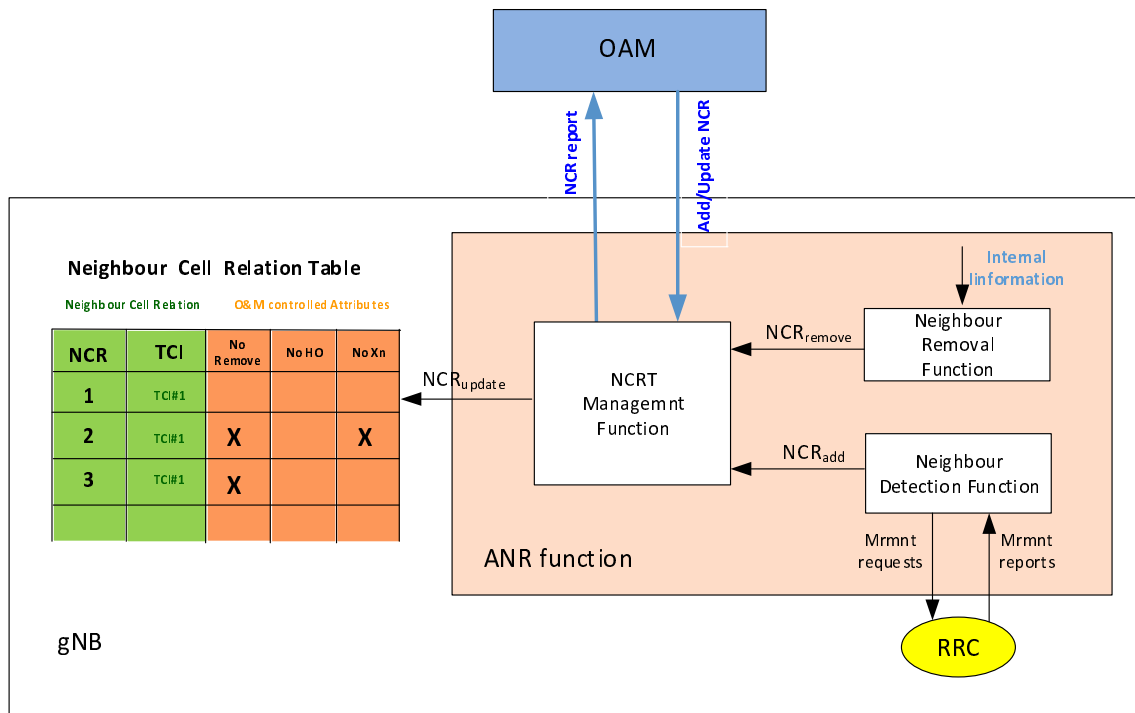 OAM
NCR report
Add/Update NCR
Neighbour Cell Relation Table
Neighbour Cell Relation
O&M controlled Attributes
NCR TCI No Remove No HO No Xn
1 TCI#1
2 TCI#1 X X
3 TCI#1 X
NCRupdate
NCRT
Managemnt
Function
NCRremove
NCRadd
Internal
Iinformation
Neighbour
Removal
Function
Neighbour
Detection Function
Mrmnt
requests
Mrmnt
reports
ANR function
RRC
gNB